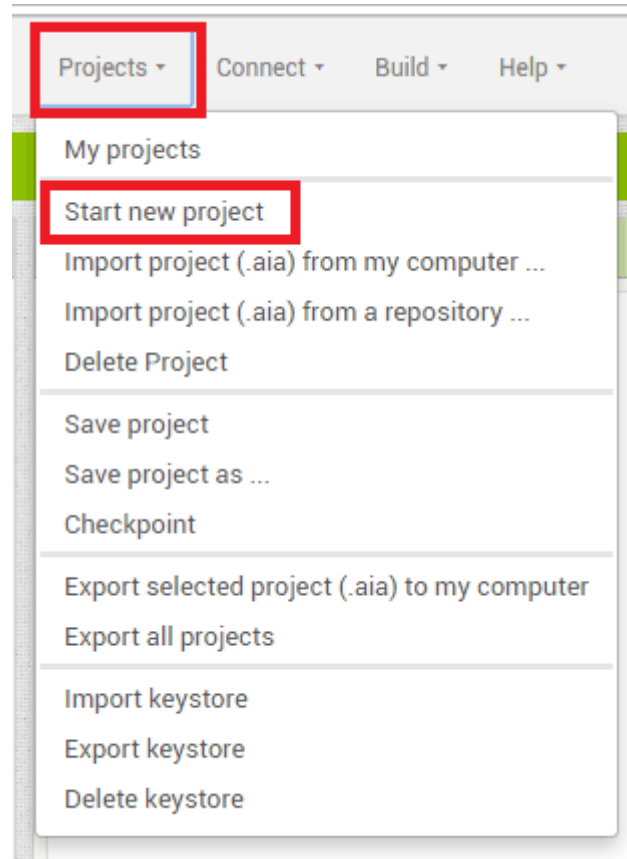 Projects Connect Build Help
My projects
Start new project
Import project (.aia) from my computer ...
Import project (.aia) from a repository ...
Delete Project
Save project
Save project as ...
Checkpoint
Export selected project (.aia) to my computer
Export all projects
Import keystore
Export keystore
Delete keystore